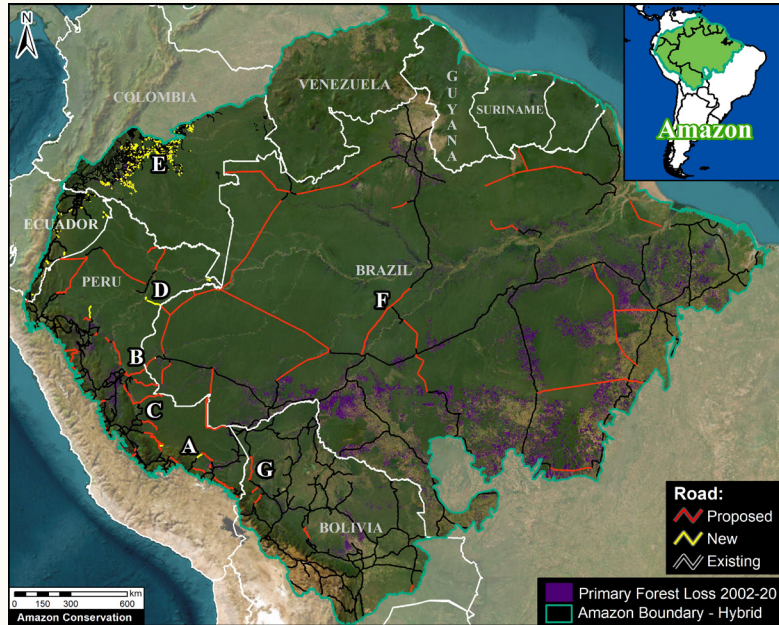 N
COLOMBIA
VENEZUELA
GUYANA
SURINAME
Amazon
E
ECUADOR
PERU
D
BRAZIL
F
B
C
A
G
BOLIVIA
Road:
Proposed
New
Existing
km
0 150 300 600
Amazon Conservation
Primary Forest Loss 2002-20
Amazon Boundary - Hybrid